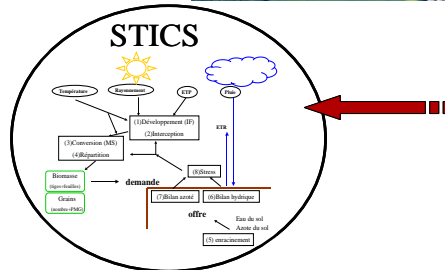 STICS
Température
Rayonnement
ETP
Pluie
(1)Développement (IF)
(2)Interception
ETR
(3)Conversion (MS)
(4)Répartition
(8)Stress
Biomasse
(tiges+feuilles)
demande
Grains
(nombre+PMG)
(7)Bilan azoté
(6)Bilan hydrique
offre
Eau du sol
Azote du sol
(5) enracinement